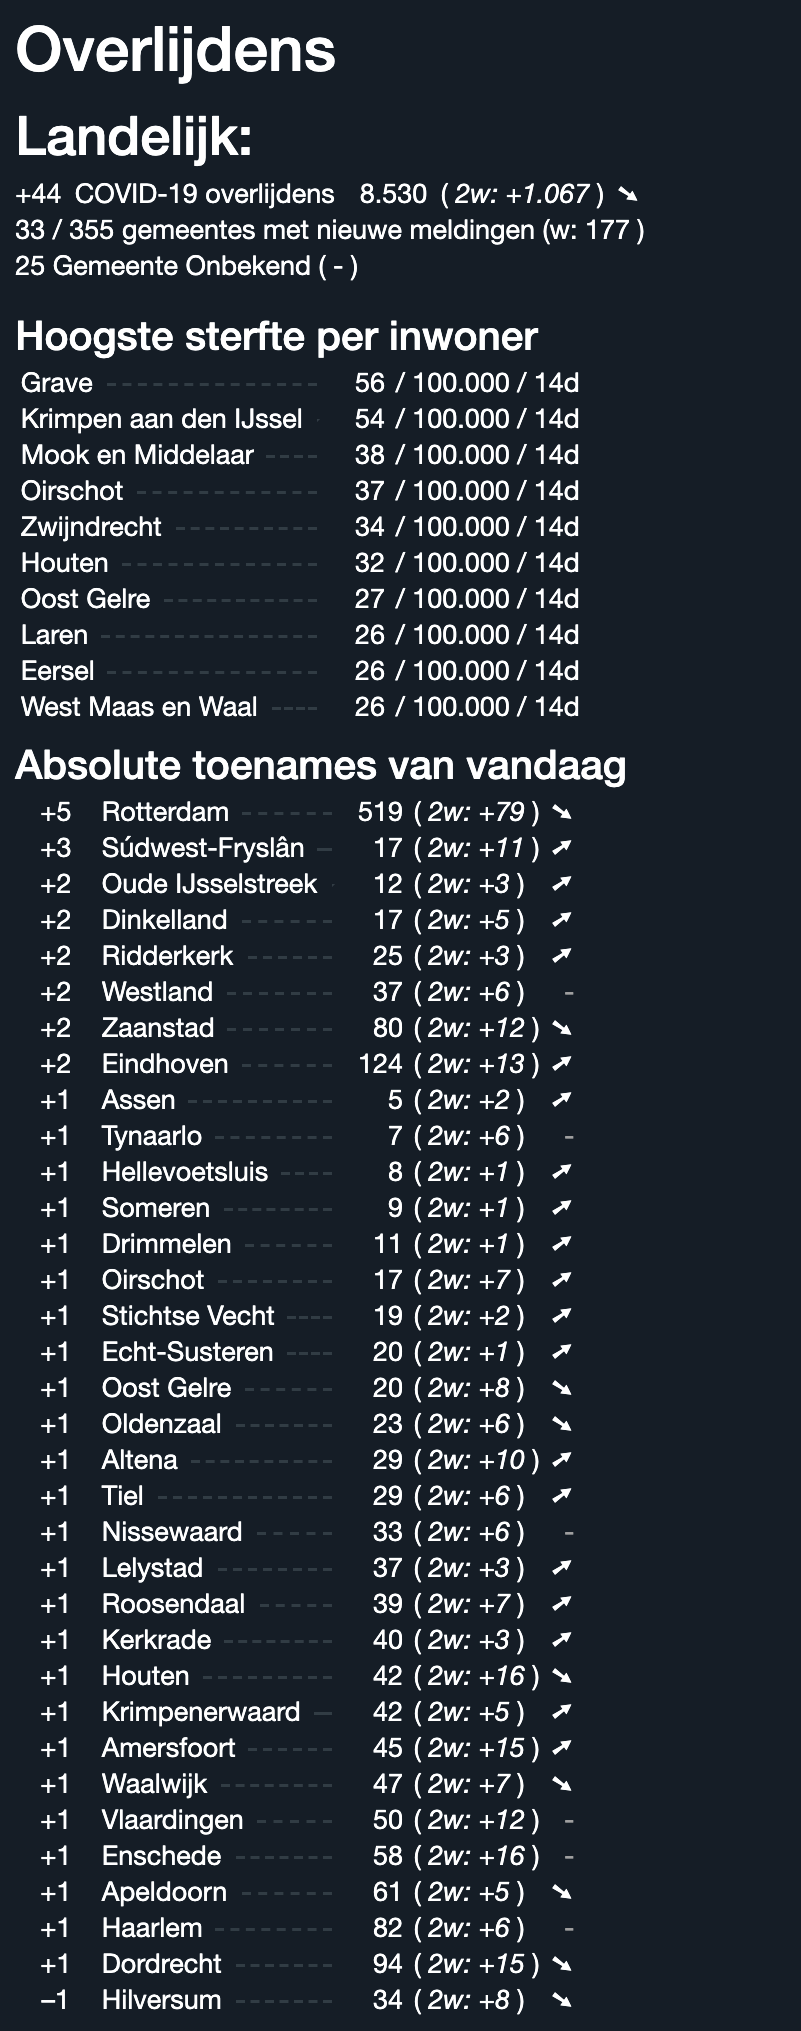 Overlijdens
Landelijk:
+44 COVID-19 overlijdens 8.530 ( 2w: +1.067 ) ➘
33 / 355 gemeentes met nieuwe meldingen (w: 177 )
25 Gemeente Onbekend ( - )
Hoogste sterfte per inwoner
Grave 56 / 100.000 / 14d
Krimpen aan den IJssel 54 / 100.000 / 14d
Mook en Middelaar 38 / 100.000 / 14d
Oirschot 37 / 100.000 / 14d
Zwijndrecht 34 / 100.000 / 14d
Houten 32 / 100.000 / 14d
Oost Gelre 27 / 100.000 / 14d
Laren 26 / 100.000 / 14d
Eersel 26 / 100.000 / 14d
West Maas en Waal 26 / 100.000 / 14d
Absolute toenames van vandaag
+5 Rotterdam 519 ( 2w: +79 ) ➘
+3 Súdwest-Fryslân 17 ( 2w: +11 ) ➚
+2 Oude IJsselstreek 12 ( 2w: +3 ) ➚
+2 Dinkelland 17 ( 2w: +5 ) ➚
+2 Ridderkerk 25 ( 2w: +3 ) ➚
+2 Westland 37 ( 2w: +6 ) -
+2 Zaanstad 80 ( 2w: +12 ) ➘
+2 Eindhoven 124 ( 2w: +13 ) ➚
+1 Assen 5 ( 2w: +2 ) ➚
+1 Tynaarlo 7 ( 2w: +6 ) -
+1 Hellevoetsluis 8 ( 2w: +1 ) ➚
+1 Someren 9 ( 2w: +1 ) ➚
+1 Drimmelen 11 ( 2w: +1 ) ➚
+1 Oirschot 17 ( 2w: +7 ) ➚
+1 Stichtse Vecht 19 ( 2w: +2 ) ➚
+1 Echt-Susteren 20 ( 2w: +1 ) ➚
+1 Oost Gelre 20 ( 2w: +8 ) ➘
+1 Oldenzaal 23 ( 2w: +6 ) ➘
+1 Altena 29 ( 2w: +10 ) ➚
+1 Tiel 29 ( 2w: +6 ) ➚
+1 Nissewaard 33 ( 2w: +6 ) -
+1 Lelystad 37 ( 2w: +3 ) ➚
+1 Roosendaal 39 ( 2w: +7 ) ➚
+1 Kerkrade 40 ( 2w: +3 ) ➚
+1 Houten 42 ( 2w: +16 ) ➘
+1 Krimpenerwaard 42 ( 2w: +5 ) ➚
+1 Amersfoort 45 ( 2w: +15 ) ➚
+1 Waalwijk 47 ( 2w: +7 ) ➘
+1 Vlaardingen 50 ( 2w: +12 ) -
+1 Enschede 58 ( 2w: +16 ) -
+1 Apeldoorn 61 ( 2w: +5 ) ➘
+1 Haarlem 82 ( 2w: +6 ) -
+1 Dordrecht 94 ( 2w: +15 ) ➘
–1 Hilversum 34 ( 2w: +8 ) ➘